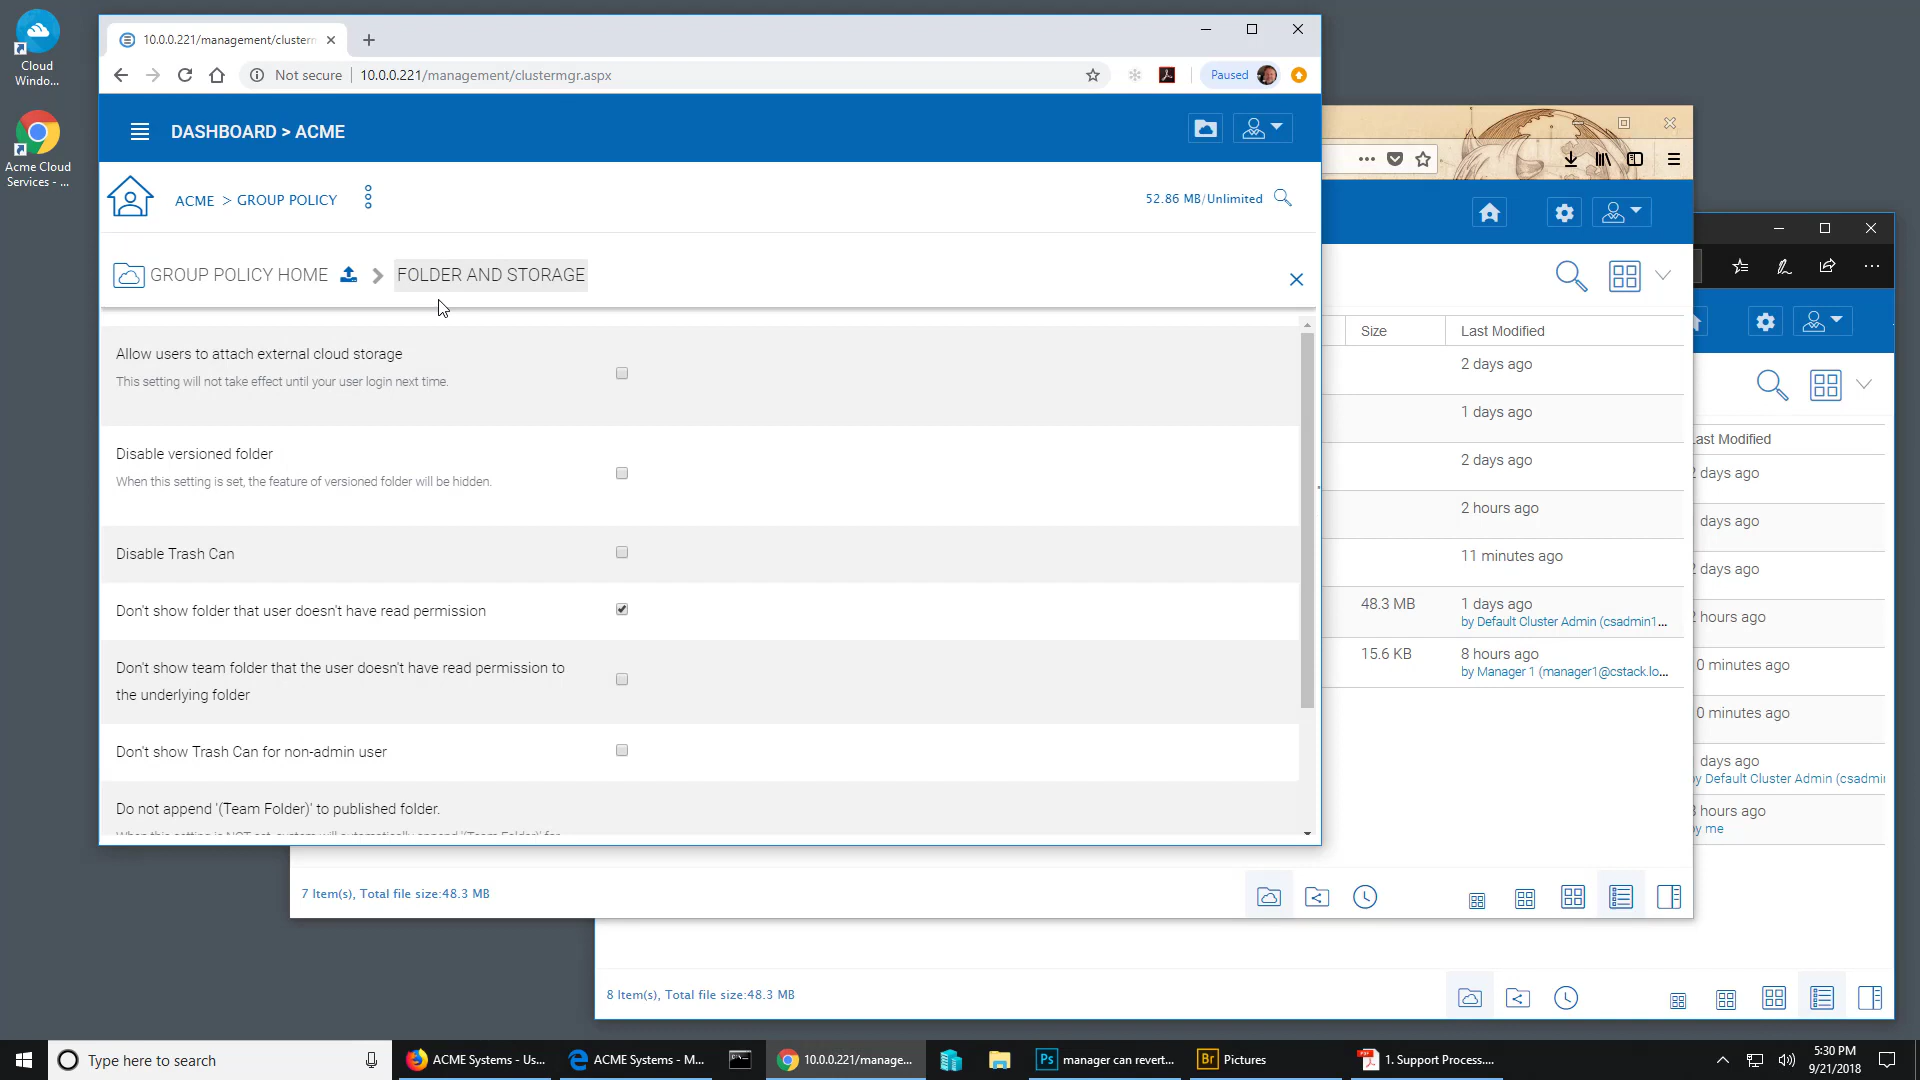 Cloud
Windo...
Acme Cloud
Services - ...
10.0.0.221/management/clusterm
Not secure
10.0.0.221/management/clustermgr.aspx
Paused
DASHBOARD > ACME
ACME > GROUP POLICY
52.86 MB/Unlimited
GROUP POLICY HOME
FOLDER AND STORAGE
Allow users to attach external cloud storage
This setting will not take effect until your user login next time.
Disable versioned folder
When this setting is set, the feature of versioned folder will be hidden.
Disable Trash Can
Don't show folder that user doesn't have read permission
Don't show team folder that the user doesn't have read permission to
the underlying folder
Don't show Trash Can for non-admin user
Do not append '(Team Folder)' to published folder.
Size
Last Modified
2 days ago
1 days ago
2 days ago
2 hours ago
11 minutes ago
48.3 MB
1 days ago
by Default Cluster Admin (csadmin1...
15.6 KB
8 hours ago
by Manager 1 (manager1@cstack.lo...
7 Item(s), Total file size:48.3 MB
Last Modified
2 days ago
days ago
2 days ago
2 hours ago
0 minutes ago
0 minutes ago
days ago
by Default Cluster Admin (csadmi
8 hours ago
by me
8 Item(s), Total file size:48.3 MB
Type here to search
ACME Systems - Us...
ACME Systems - M...
10.0.0.221/manage...
Ps
manager can revert...
Br
Pictures
1. Support Process....
5:30 PM
9/21/2018